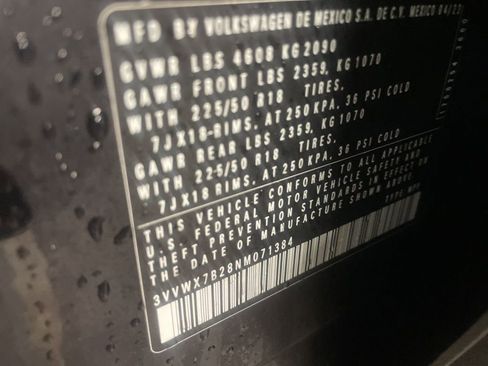 MFD BY VOLKSWAGEN DE MEXICO S.A. DE C.V. MEXICO 04/23
GVWR LBS 4608 KG 2090
GAWR FRONT LBS 2359, KG 1070
WITH 225/50 R18 TIRES.
7JX18-RIMS, AT 250 KPA, 36 PSI COLD
GAWR REAR LBS 2359, KG 1070
WITH 225/50 R18 TIRES.
7JX18 RIMS, AT 250 KPA, 36 PSI COLD
THIS VEHICLE CONFORMS TO ALL APPLICABLE
U.S. FEDERAL MOTOR VEHICLE SAFETY AND
THEFT PREVENTION STANDARDS IN EFFECT ON
THE DATE OF MANUFACTURE SHOWN ABOVE.
TYPE: MPV
3VVWX7B28NM071384